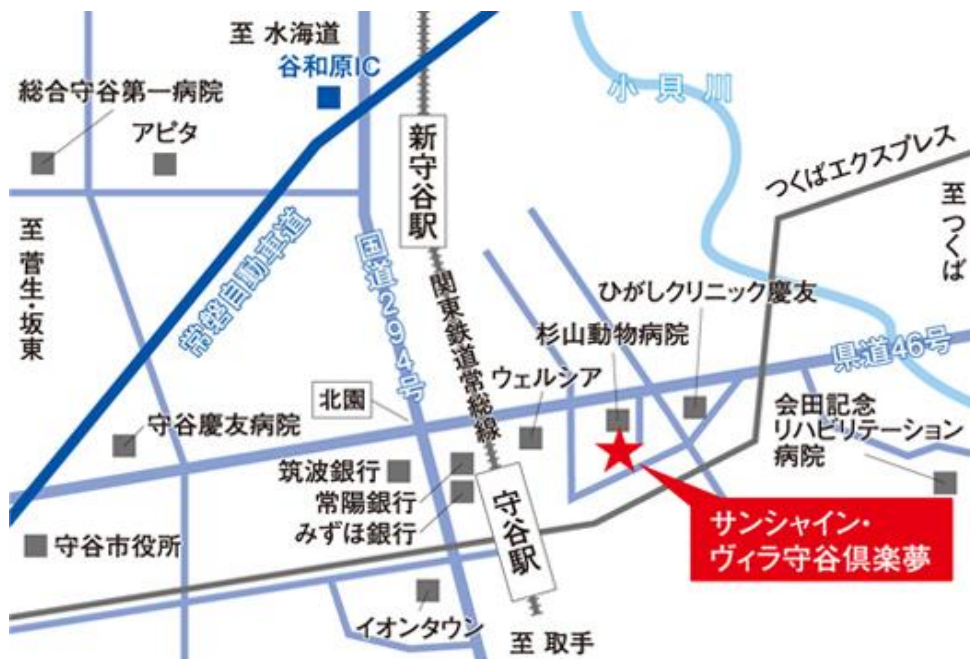 至 水海道
谷和原IC
総合守谷第一病院
アピタ
小貝川
新守谷駅
つくばエクスプレス
至 つくば
至 菅生・坂東
常磐自動車道
国道294号
関東鉄道常総線
ひがしクリニック慶友
杉山動物病院
ウェルシア
県道46号
北園
守谷慶友病院
会田記念
リハビリテーション
病院
筑波銀行
常陽銀行
みずほ銀行
守谷駅
サンシャイン・
ヴィラ守谷倶楽夢
守谷市役所
イオンタウン
至 取手